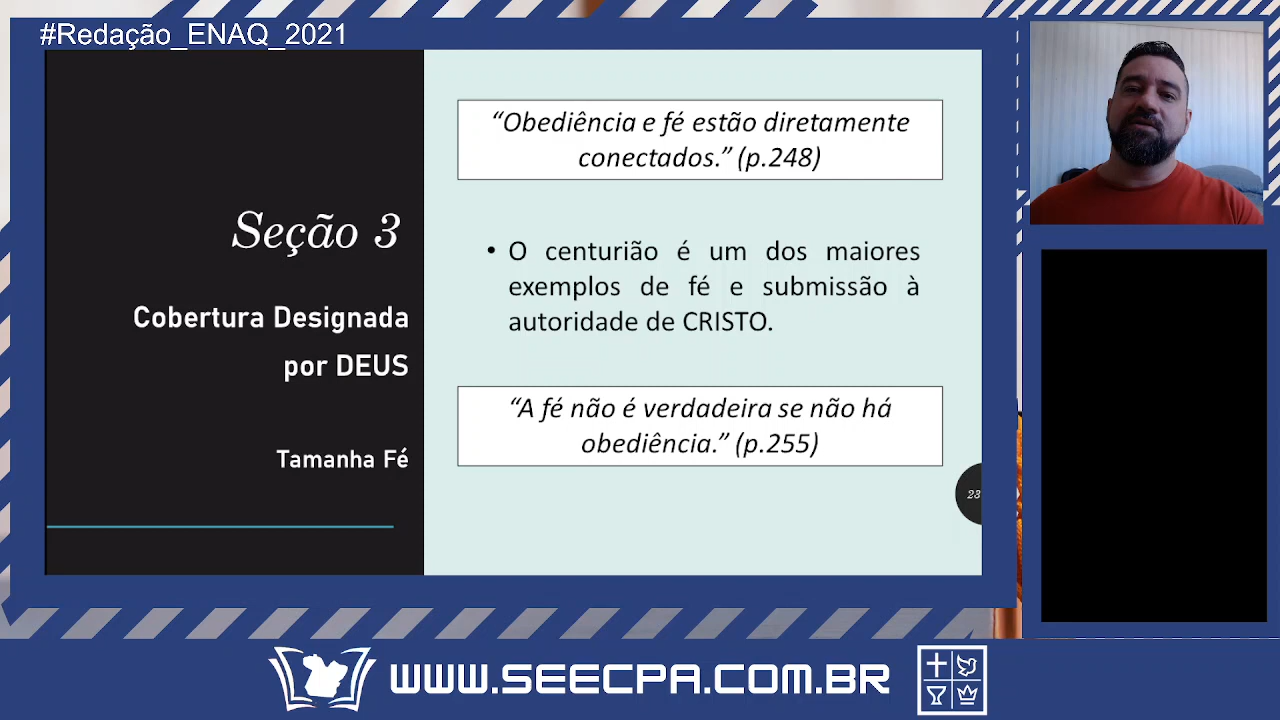 #Redação_ENAQ_2021
Seção 3
Cobertura Designada
por DEUS
Tamanha Fé
“Obediência e fé estão diretamente
conectados.” (p.248)
• O centurião é um dos maiores
exemplos de fé e submissão à
autoridade de CRISTO.
“A fé não é verdadeira se não há
obediência.” (p.255)
23
WWW.SEECPA.COM.BR